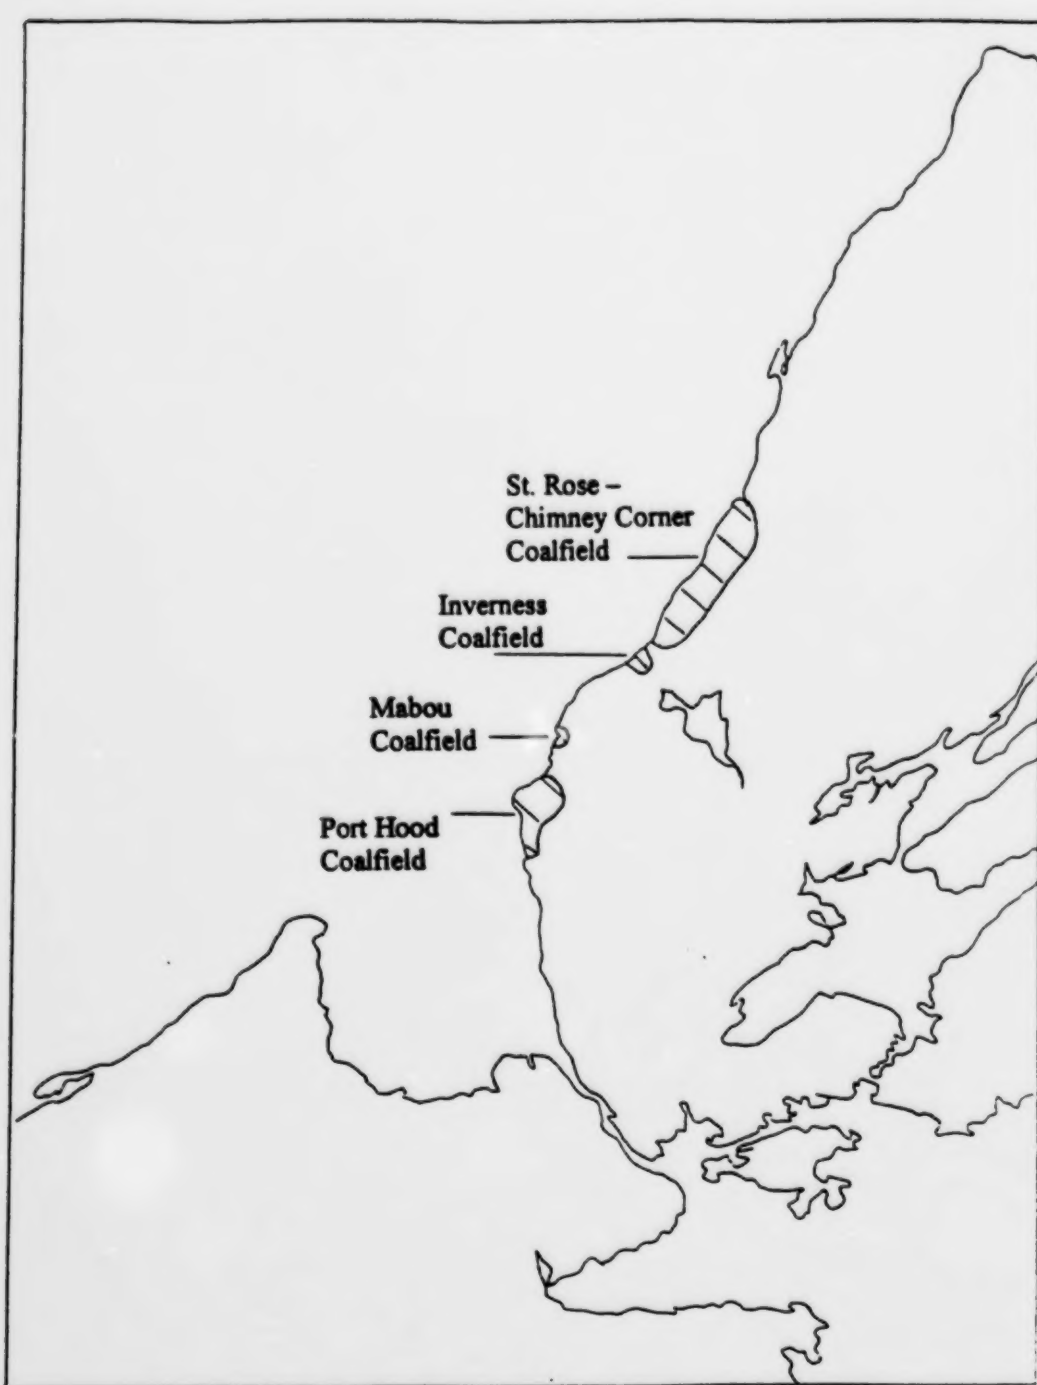 St. Rose –
Chimney Corner
Coalfield
Inverness
Coalfield
Mabou
Coalfield
Port Hood
Coalfield